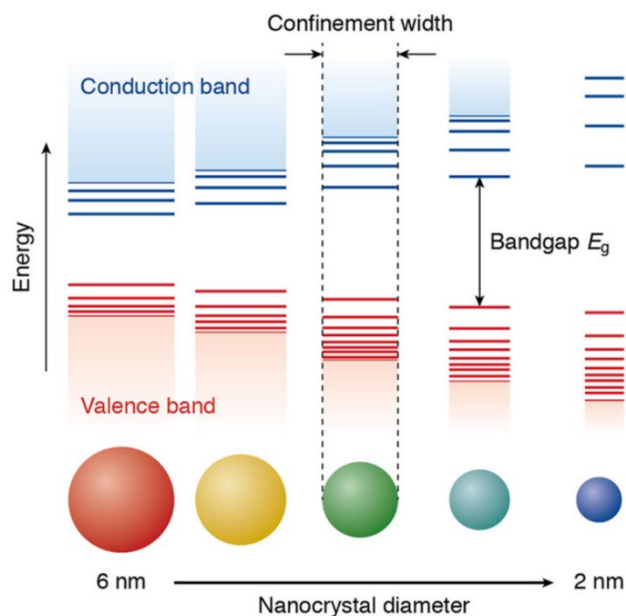 Confinement width
Conduction band
Energy
Bandgap Eg
Valence band
6 nm
2 nm
Nanocrystal diameter